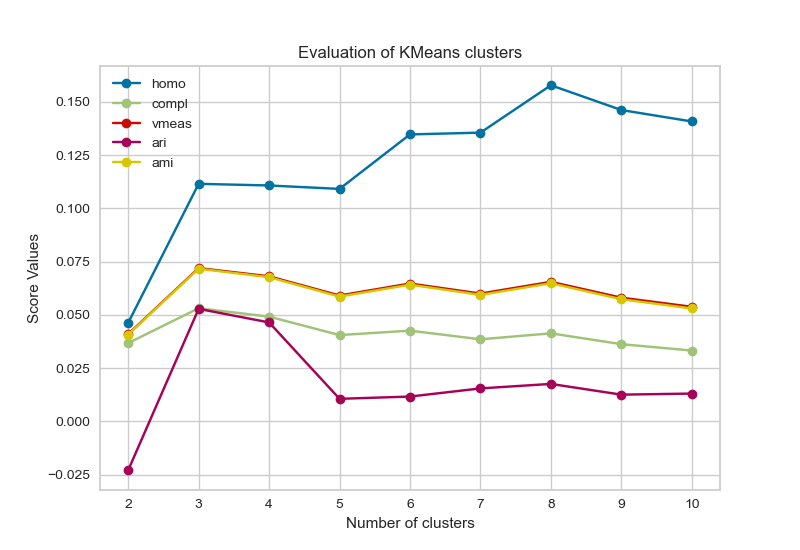 Evaluation of KMeans clusters
homo
compl
vmeas
ari
ami
0.150
0.125
0.100
0.075
0.050
0.025
0.000
−0.025
Score Values
2 3 4 5 6 7 8 9 10
Number of clusters